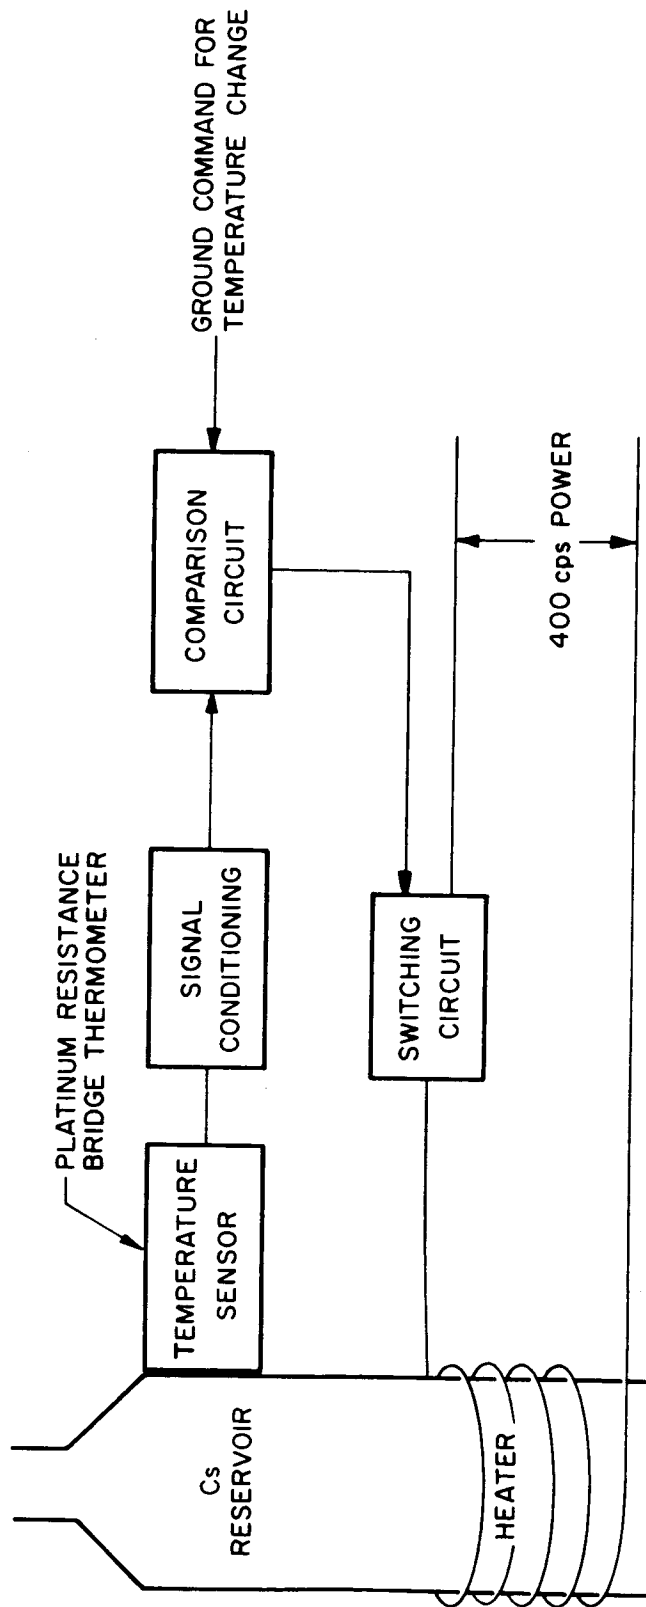 PLATINUM RESISTANCE
BRIDGE THERMOMETER
GROUND COMMAND FOR
TEMPERATURE CHANGE
Cs
RESERVOIR
TEMPERATURE
SENSOR
SIGNAL
CONDITIONING
COMPARISON
CIRCUIT
SWITCHING
CIRCUIT
HEATER
400 cps POWER